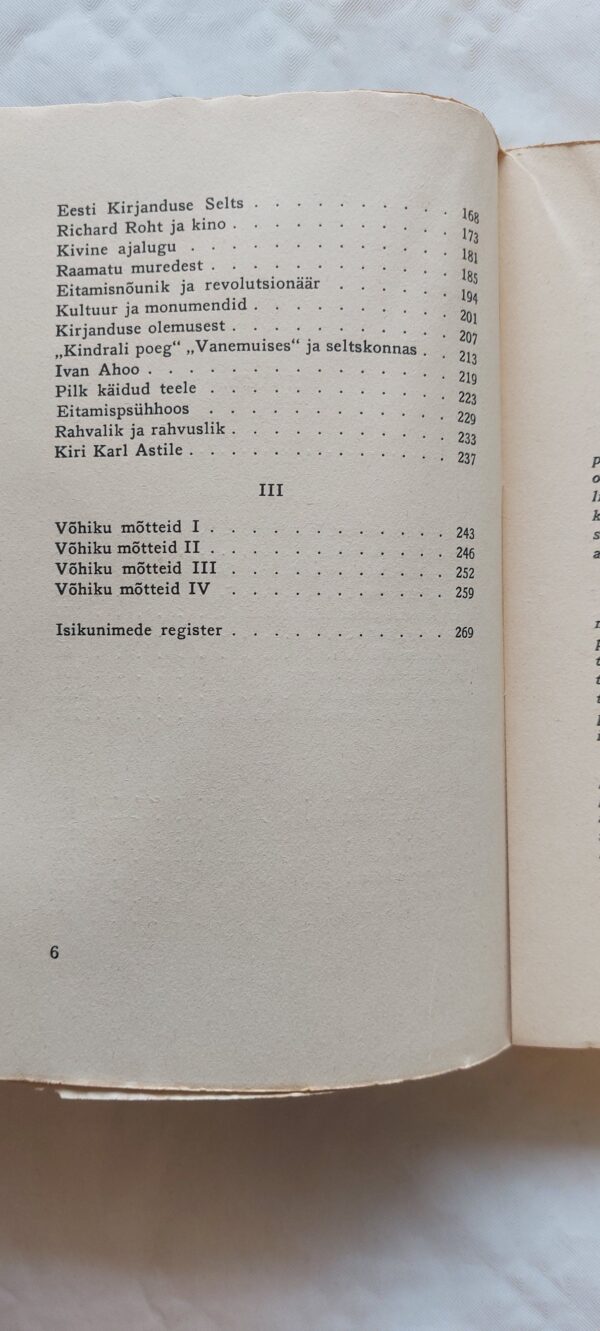 Eesti Kirjanduse Selts . . . . . . . . . . 168
Richard Roht ja kino . . . . . . . . . . . 173
Kivine ajalugu . . . . . . . . . . . . 181
Raamatu muredest . . . . . . . . . . . . 185
Eitamisnõunik ja revolutsionäär . . . . . . 194
Kultuur ja monumendid . . . . . . . . . . 201
Kirjanduse olemusest . . . . . . . . . . . 207
„Kindrali poeg“ „Vanemuises“ ja seltskonnas . . 213
Ivan Ahoo . . . . . . . . . . . . . . . 219
Pilk käidud teele . . . . . . . . . . . . 223
Eitamispsühhoos . . . . . . . . . . . . 229
Rahvalik ja rahvuslik . . . . . . . . . . . 233
Kiri Karl Astile . . . . . . . . . . . . . 237
III
Võhiku mõtteid I . . . . . . . . . . . . 243
Võhiku mõtteid II . . . . . . . . . . . . 246
Võhiku mõtteid III . . . . . . . . . . . 252
Võhiku mõtteid IV . . . . . . . . . . . 259
Isikunimede register . . . . . . . . . . . 269
6